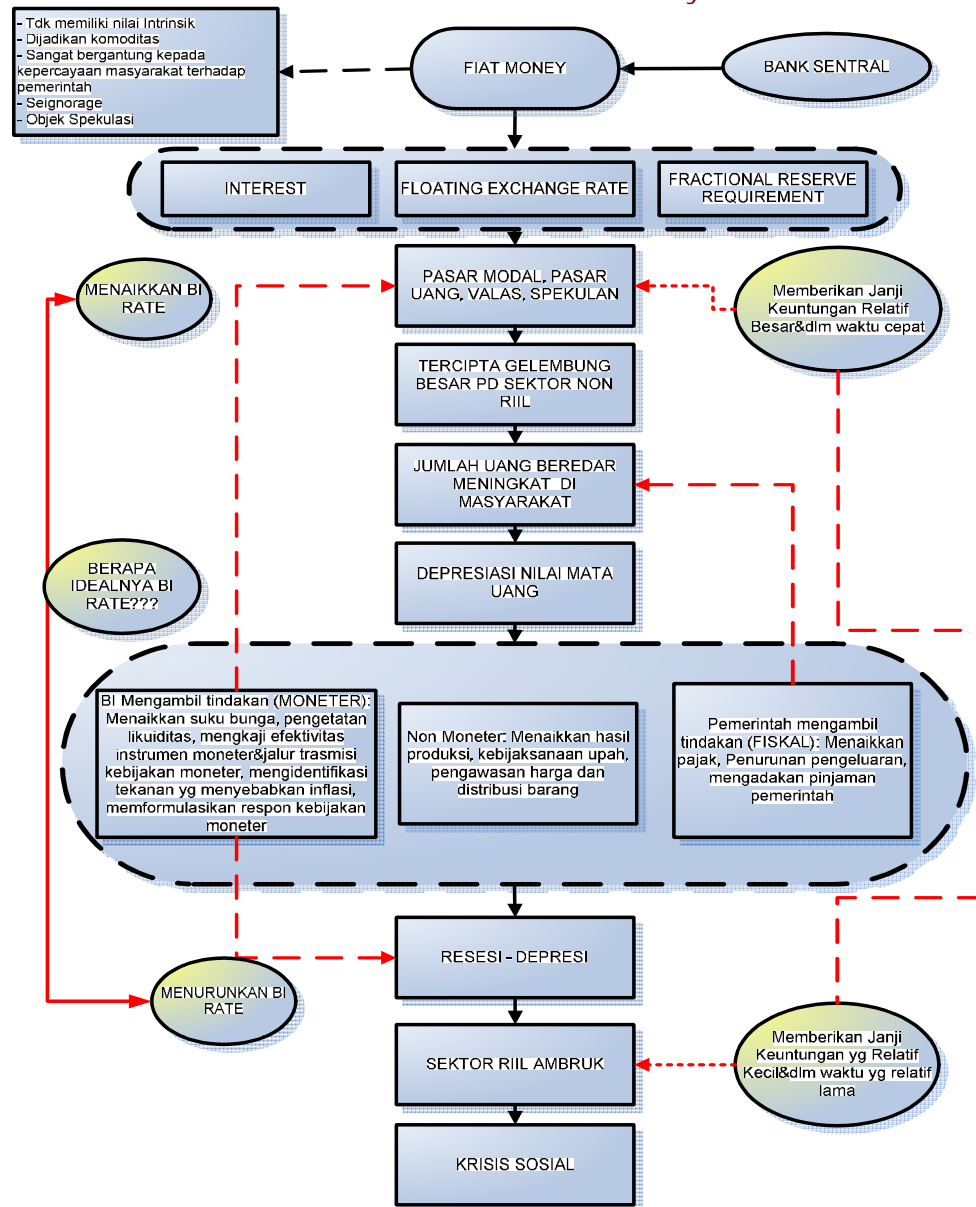 - Tdk memiliki nilai Intrinsik
- Dijadikan komoditas
- Sangat bergantung kepada
kepercayaan masyarakat terhadap
pemerintah
- Seignorage
- Objek Spekulasi
FIAT MONEY
BANK SENTRAL
INTEREST
FLOATING EXCHANGE RATE
FRACTIONAL RESERVE
REQUIREMENT
MENAIKKAN BI
RATE
PASAR MODAL, PASAR
UANG, VALAS, SPEKULAN
Memberikan Janji
Keuntungan Relatif
Besar&dlm waktu cepat
TERCIPTA GELEMBUNG
BESAR PD SEKTOR NON
RIIL
JUMLAH UANG BEREDAR
MENINGKAT DI
MASYARAKAT
BERAPA
IDEALNYA BI
RATE???
DEPRESIASI NILAI MATA
UANG
BI Mengambil tindakan (MONETER):
Menaikkan suku bunga, pengetatan
likuiditas, mengkaji efektivitas
instrumen moneter&jalur trasmisi
kebijakan moneter, mengidentifikasi
tekanan yg menyebabkan inflasi,
memformulasikan respon kebijakan
moneter
Non Moneter: Menaikkan hasil
produksi, kebijaksanaan upah,
pengawasan harga dan
distribusi barang
Pemerintah mengambil
tindakan (FISKAL): Menaikkan
pajak, Penurunan pengeluaran,
mengadakan pinjaman
pemerintah
RESESI - DEPRESI
MENURUNKAN BI
RATE
SEKTOR RIIL AMBRUK
Memberikan Janji
Keuntungan yg Relatif
Kecil&dlm waktu yg relatif
lama
KRISIS SOSIAL